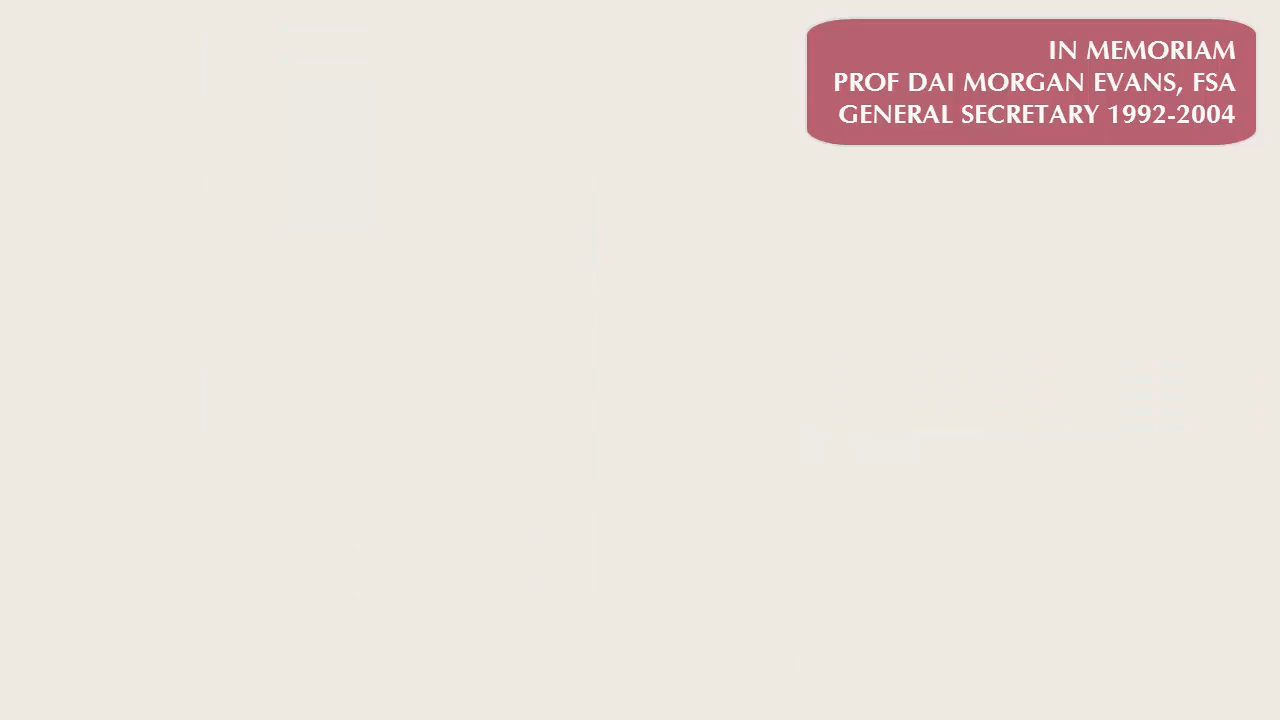 IN MEMORIAM
PROF DAI MORGAN EVANS, FSA
GENERAL SECRETARY 1992-2004